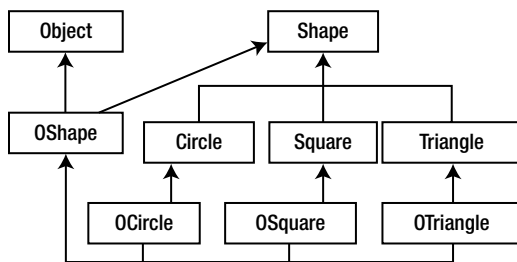 Object
Shape
OShape
Circle
Square
Triangle
OCircle
OSquare
OTriangle